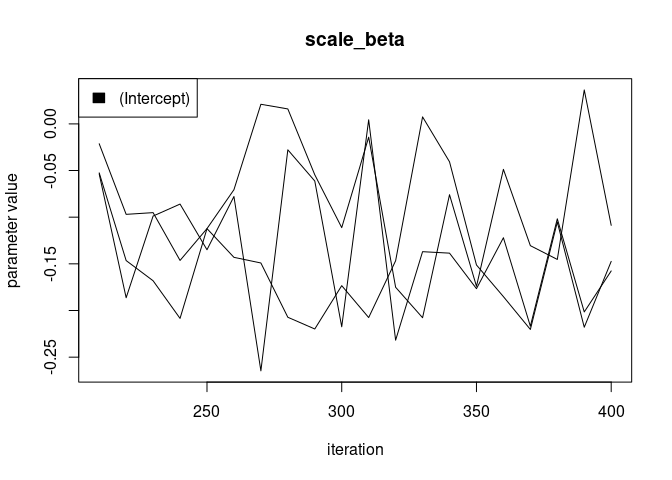 scale_beta
(Intercept)
0.00
-0.05
-0.15
-0.25
parameter value
250 300 350 400
iteration